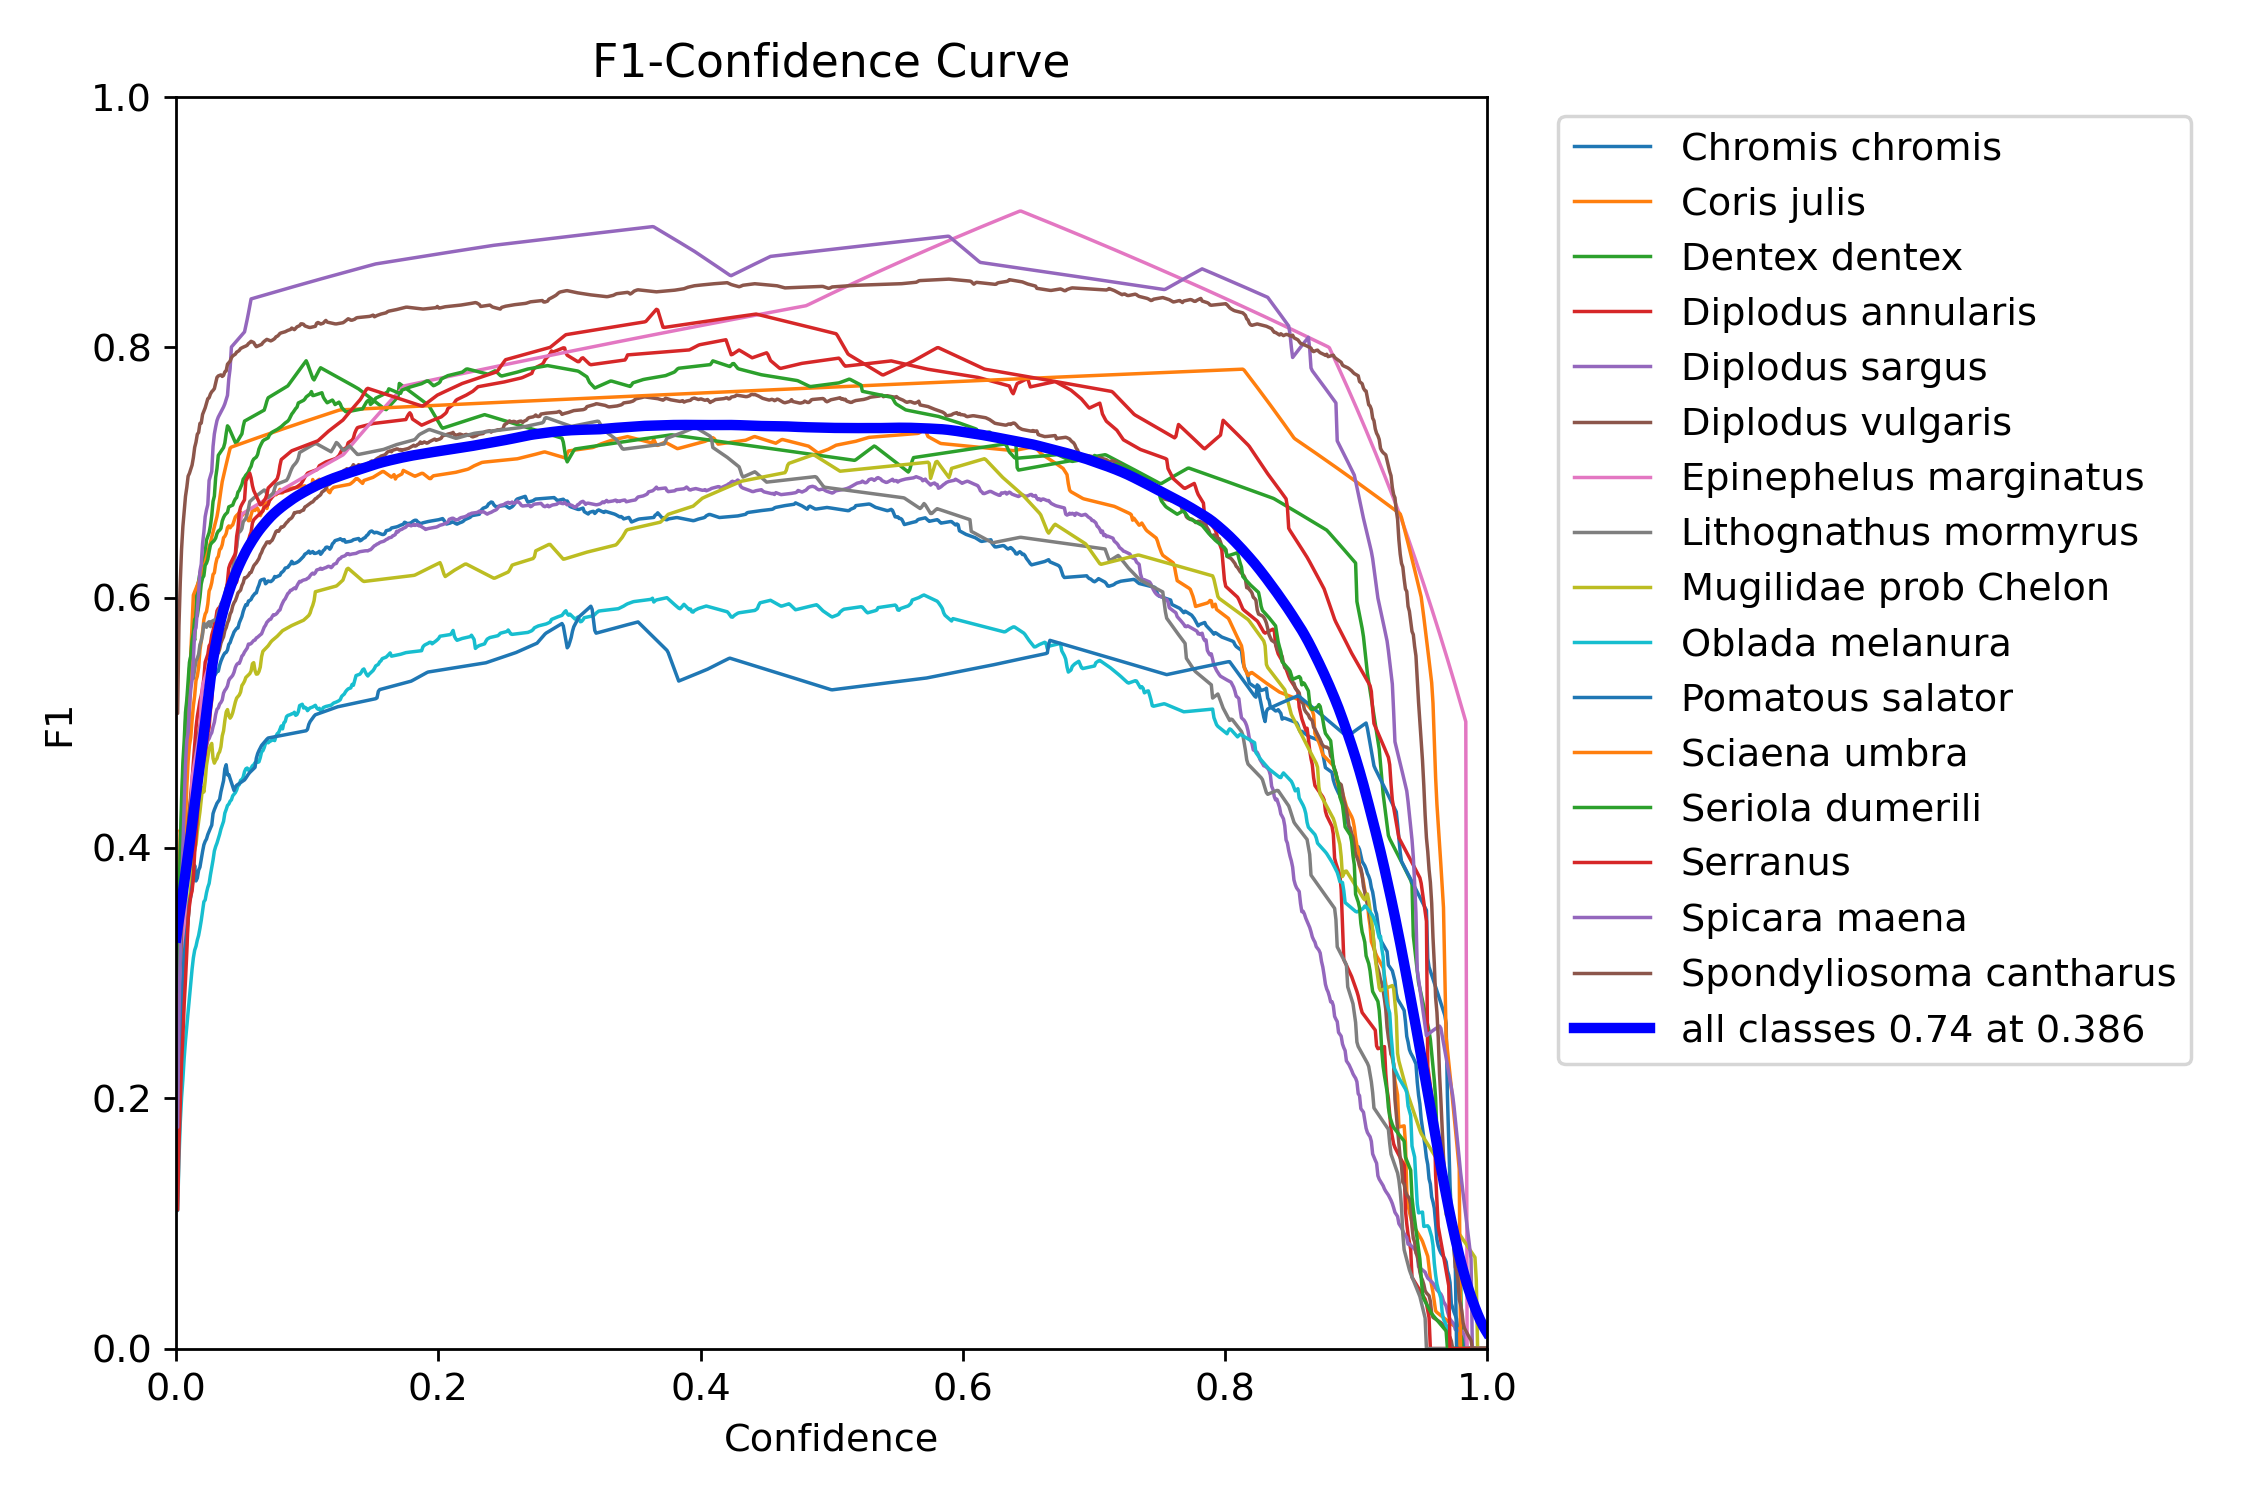 F1-Confidence Curve
1.0
0.8
0.6
0.4
0.2
0.0
F1
0.0 0.2 0.4 0.6 0.8 1.0
Confidence
Chromis chromis
Coris julis
Dentex dentex
Diplodus annularis
Diplodus sargus
Diplodus vulgaris
Epinephelus marginatus
Lithognathus mormyrus
Mugilidae prob Chelon
Oblada melanura
Pomatous salator
Sciaena umbra
Seriola dumerili
Serranus
Spicara maena
Spondyliosoma cantharus
all classes 0.74 at 0.386